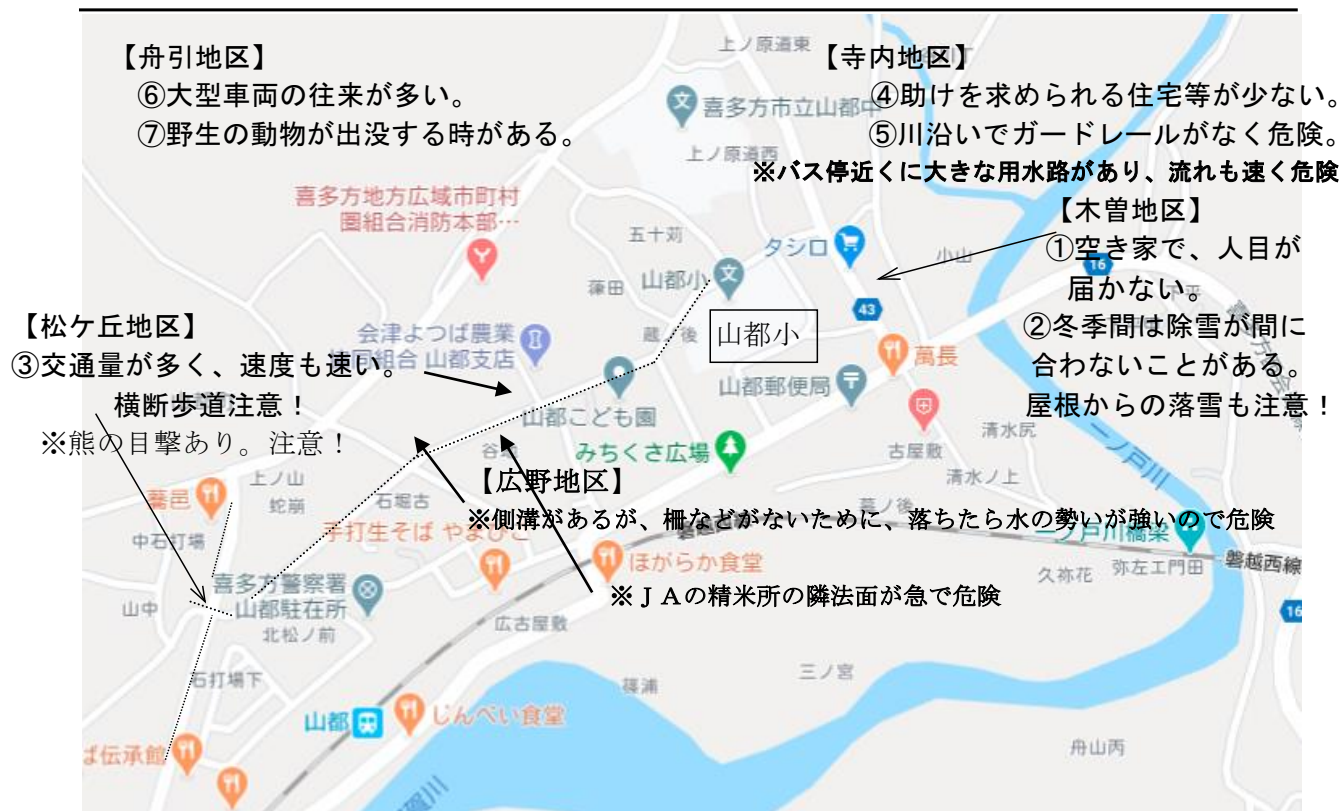 【舟引地区】
⑥大型車両の往来が多い。
⑦野生の動物が出没する時がある。
【寺内地区】
④助けを求められる住宅等が少ない。
⑤川沿いでガードレールがなく危険。
※バス停近くに大きな用水路があり、流れも速く危険
【木曽地区】
①空き家で、人目が
届かない。
②冬季間は除雪が間に
合わないことがある。
屋根からの落雪も注意！
【松ケ丘地区】
③交通量が多く、速度も速い。
横断歩道注意！
※熊の目撃あり。注意！
【広野地区】
※側溝があるが、柵などがないために、落ちたら水の勢いが強いので危険
※ＪＡの精米所の隣法面が急で危険
山都小
上ノ原道東
喜多方市立山都中
上ノ原道西
喜多方地方広域市町村
圏組合消防本部…
五十苅
タシロ
小山
16
下平
山都小
蔵ノ後
43
会津よつば農業
協同組合 山都支店
萬長
山都郵便局
山都こども園
みちくさ広場
古屋敷
清水尻
清水ノ上
一ノ戸川
上ノ山
蛇崩
石堀古
蕎邑
中石打場
手打生そば やまびこ
墓ノ後
一ノ戸川橋梁
磐越西線
ほがらか食堂
久祢花
弥左エ門田
喜多方警察署
山都駐在所
山中
北松ノ前
広古屋敷
16
石打場下
三ノ宮
篠浦
山都
じんべい食堂
ば伝承館
舟山丙